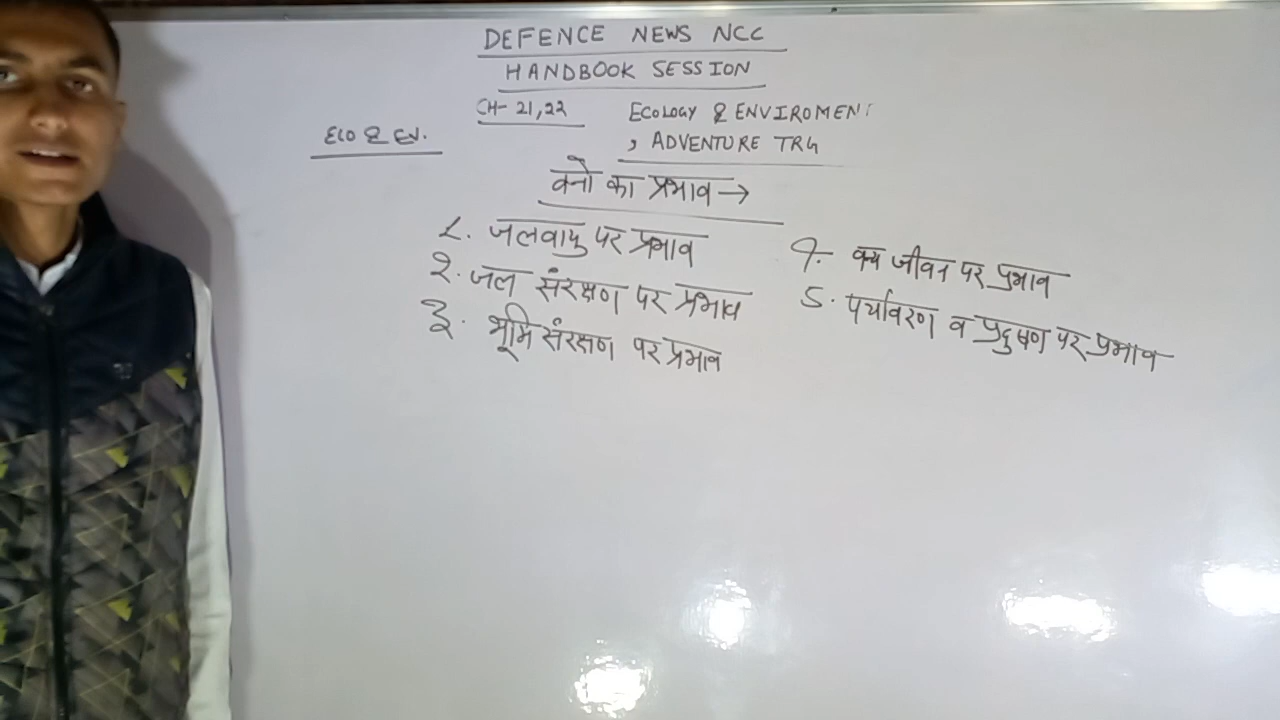 DEFENCE NEWS NCC
HANDBOOK SESSION
CH- 21,22 ECOLOGY & ENVIROMENT
, ADVENTURE TRG
ECO & EV.
वनो का प्रभाव →
1. जलवायु पर प्रभाव
2. जल संरक्षण पर प्रभाव
3. भूमि संरक्षण पर प्रभाव
4. वन्य जीवन पर प्रभाव
5. पर्यावरण व प्रदुषण पर प्रभाव